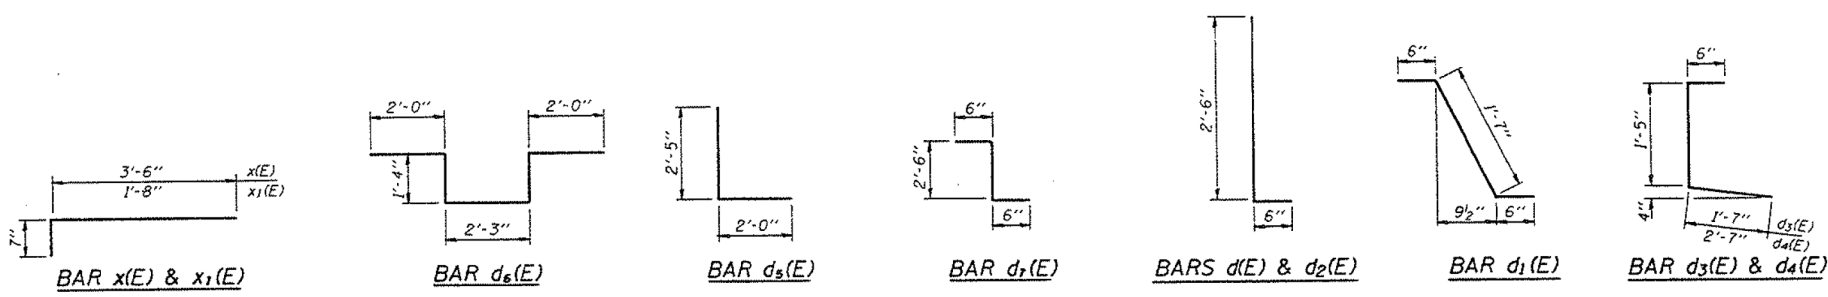 3'-6" x(E)
1'-8" x1(E)
7"
BAR x(E) & x1(E)
2'-0" 2'-0"
1'-4"
2'-3"
BAR d6(E)
2'-5"
2'-0"
BAR d5(E)
6"
2'-6"
6"
BAR d7(E)
2'-6"
6"
BARS d(E) & d2(E)
6"
1'-7"
9½" 6"
BAR d1(E)
6"
1'-5"
4"
1'-7" d3(E)
2'-7" d4(E)
BAR d3(E) & d4(E)